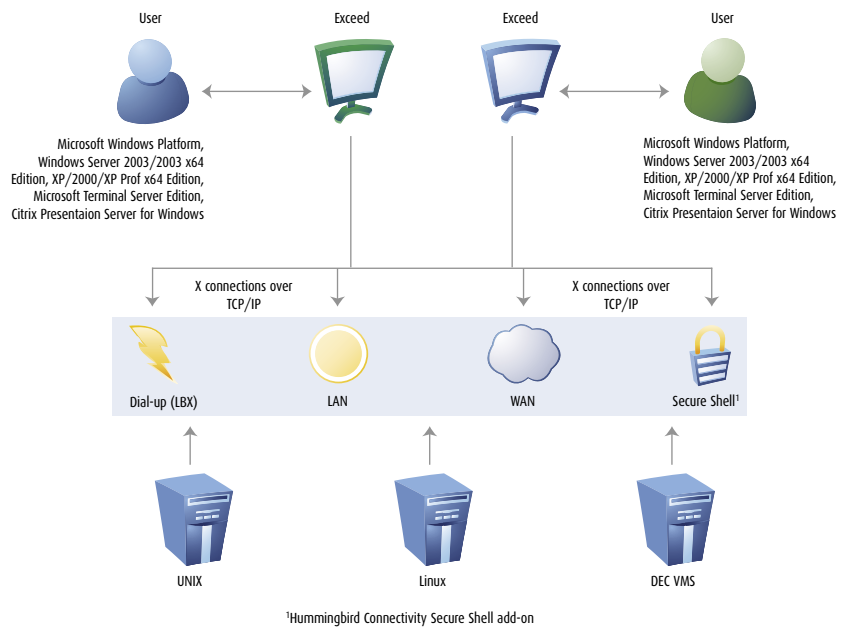 User
Exceed
Exceed
User
Microsoft Windows Platform,
Windows Server 2003/2003 x64
Edition, XP/2000/XP Prof x64 Edition,
Microsoft Terminal Server Edition,
Citrix Presentaion Server for Windows
Microsoft Windows Platform,
Windows Server 2003/2003 x64
Edition, XP/2000/XP Prof x64 Edition,
Microsoft Terminal Server Edition,
Citrix Presentaion Server for Windows
X connections over
TCP/IP
X connections over
TCP/IP
Dial-up (LBX)
LAN
WAN
Secure Shell¹
UNIX
Linux
DEC VMS
¹Hummingbird Connectivity Secure Shell add-on